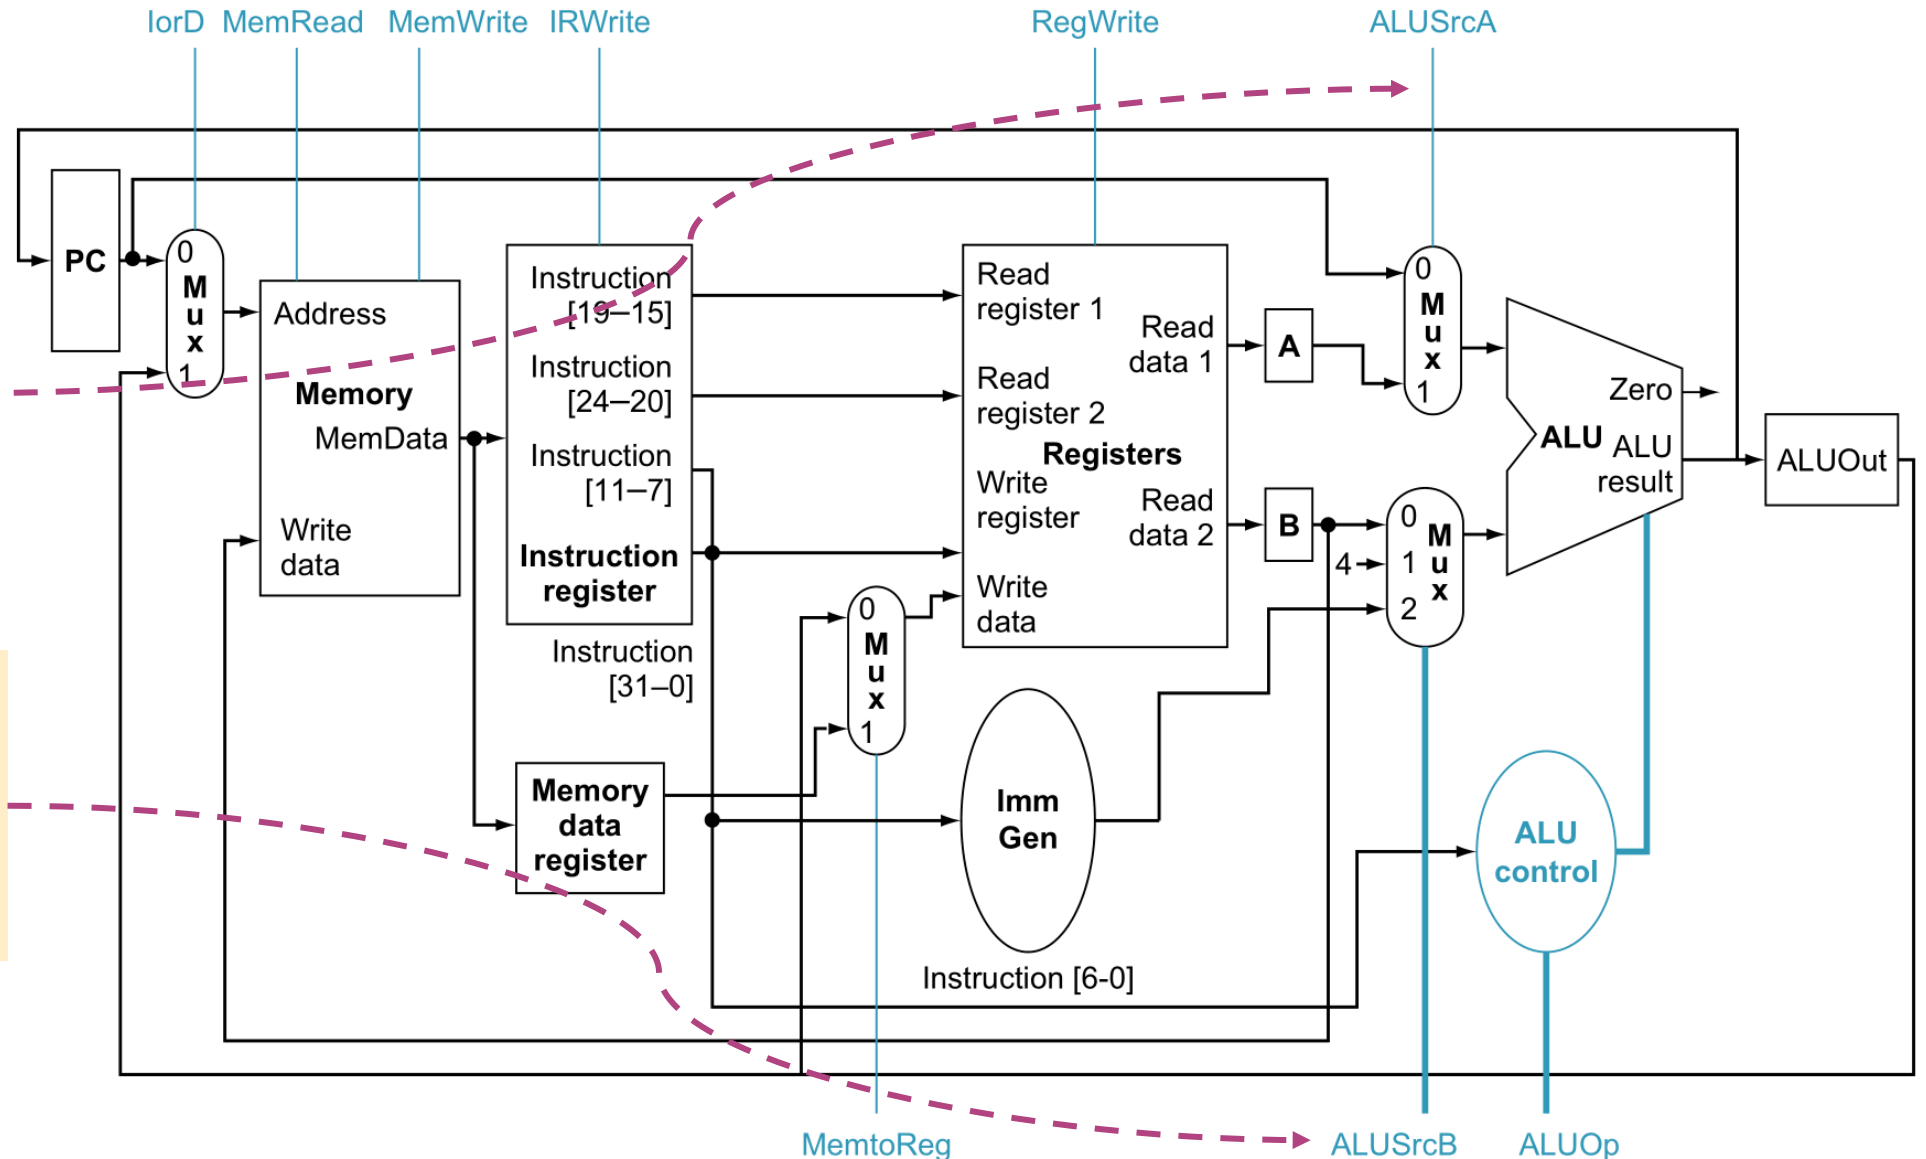 IorD MemRead MemWrite IRWrite RegWrite ALUSrcA
PC
0
M
u
x
1
Address
Memory
MemData
Write
data
Instruction
[19–15]
Instruction
[24–20]
Instruction
[11–7]
Instruction
register
Instruction
[31–0]
Memory
data
register
0
M
u
x
1
Read
register 1
Read
register 2
Registers
Write
register
Write
data
Read
data 1
Read
data 2
Imm
Gen
Instruction [6-0]
A
B
4
0
M
u
x
1
0
1
2
M
u
x
Zero
ALU
ALU
result
ALUOut
ALU
control
MemtoReg ALUSrcB ALUOp